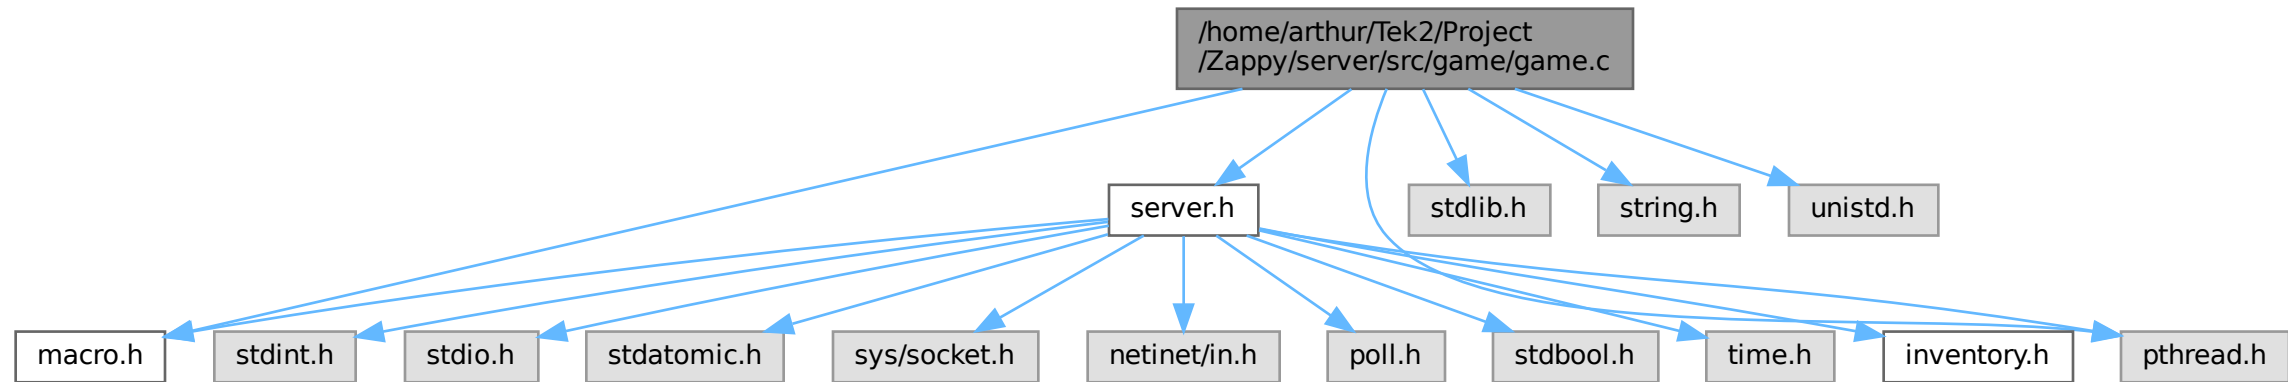 /home/arthur/Tek2/Project
/Zappy/server/src/game/game.c
server.h
stdlib.h
string.h
unistd.h
macro.h
stdint.h
stdio.h
stdatomic.h
sys/socket.h
netinet/in.h
poll.h
stdbool.h
time.h
inventory.h
pthread.h